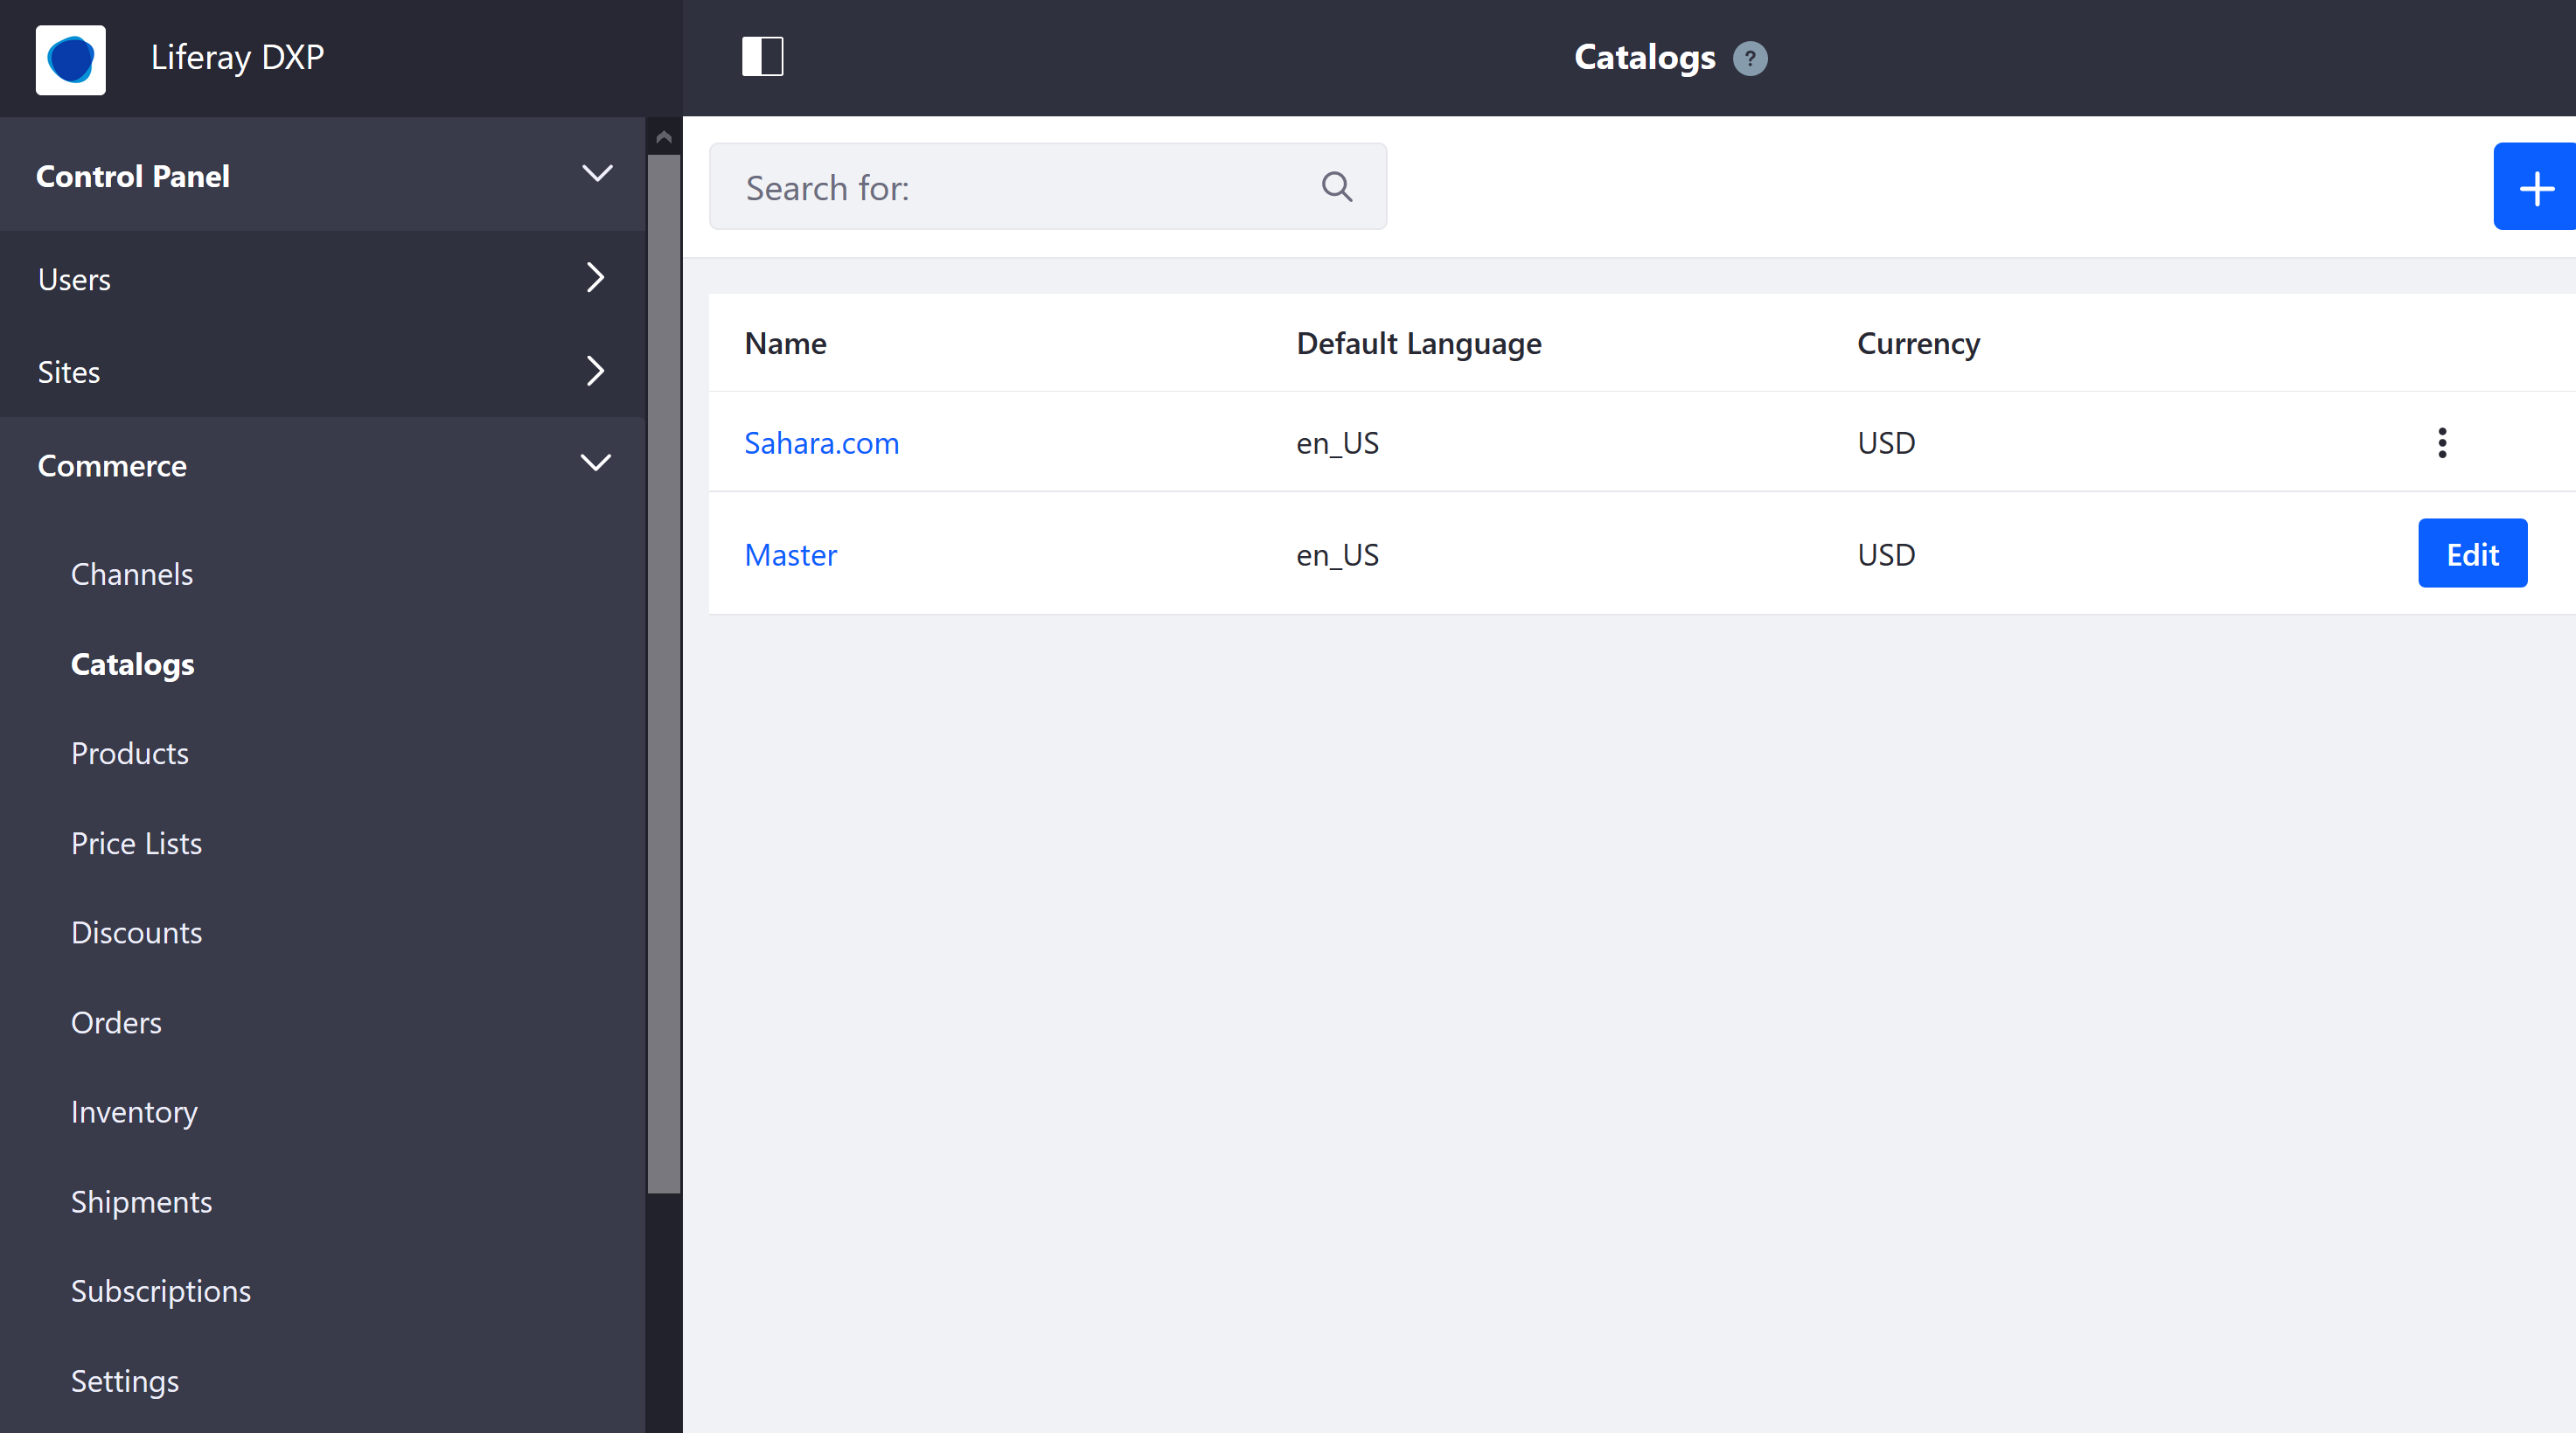 Liferay DXP
Control Panel
Users
Sites
Commerce
Channels
Catalogs
Products
Price Lists
Discounts
Orders
Inventory
Shipments
Subscriptions
Settings
Catalogs ?
Search for:
Name Default Language Currency
Sahara.com en_US USD
Master en_US USD Edit